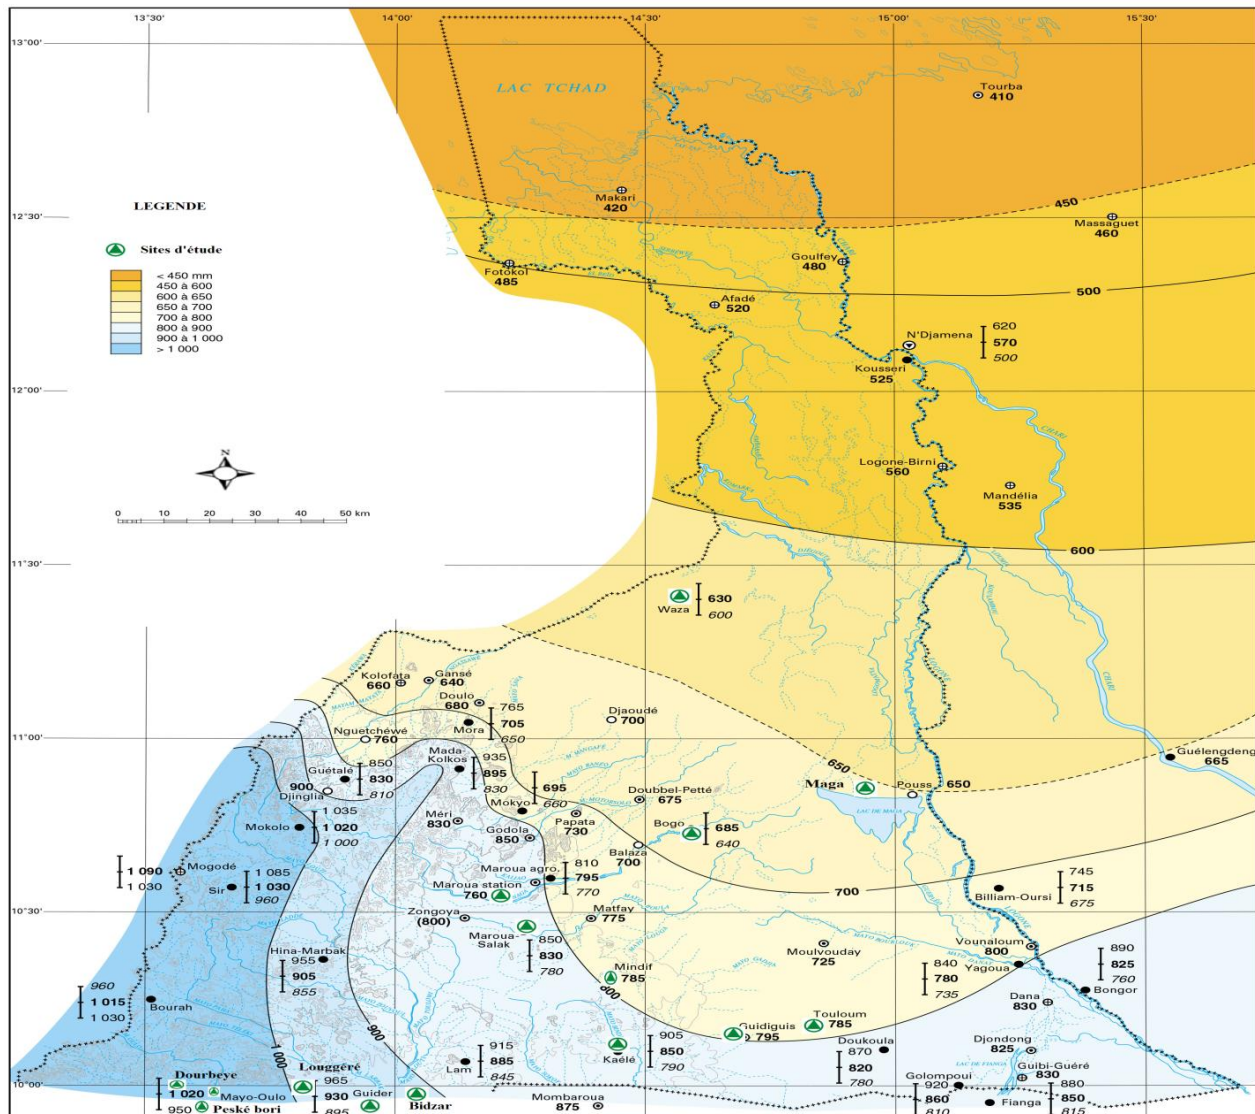 13°30' 14°00' 14°30' 15°00' 15°30'
13°00'
LAC TCHAD
Tourba
410
Makari
420
450
12°30'
Massaguet
460
LEGENDE
Sites d'étude
< 450 mm
450 à 600
600 à 650
650 à 700
700 à 800
800 à 900
900 à 1 000
> 1 000
Goulfey
480
CHARI
Fotokol
485
500
Afadé
520
N'Djamena
620
570
500
Kousseri
525
12°00'
CHARI
N
Logone-Birni
560
Mandélia
535
0 10 20 30 40 50 km
600
11°30'
Waza
630
600
LOGONE
CHARI
Kolofata
660
Gansé
640
Doulo
680
765
705
650
Mora
Djaoudé
700
Nguetchéwé
760
11°00'
Guélengdeng
665
Mada-
Kolkos
935
895
830
850
830
810
Guétalé
900
Djinglia
695
660
650
650
Maga
Pouss
LAC DE MAGA
Doubbel-Petté
675
Mokyo
1 035
1 020
1 000
Mokolo
Méri
830
Godola
850
Papata
730
Bogo
685
640
Balaza
700
1 090
1 030
Mogodé
Sir
1 085
1 030
960
Maroua agro.
810
795
770
Maroua station
760
700
745
715
675
Billiam-Oursi
10°30'
Zongoya
(800)
Matfay
775
Maroua-
Salak
850
830
780
Moulvouday
725
Vounaloum
800
Yagoua
890
825
760
Bongor
Hina-Marbak
955
905
855
Mindif
785
840
780
735
800
960
1 015
1 030
Bourah
Dana
830
Touloum
785
Guidiguis
795
900
1 000
905
850
790
Kaélé
Doukoula
870
820
780
Djondong
825
LAC DE FIANGA
915
885
845
Lam
Guibi-Guéré
830
Golompoui
920
860
810
880
850
815
Fianga
10°00'
Dourbeye
1 020
950
Mayo-Oulo
Peské bori
Louggéré
965
930
895
Guider
Bidzar
Mombaroua
875